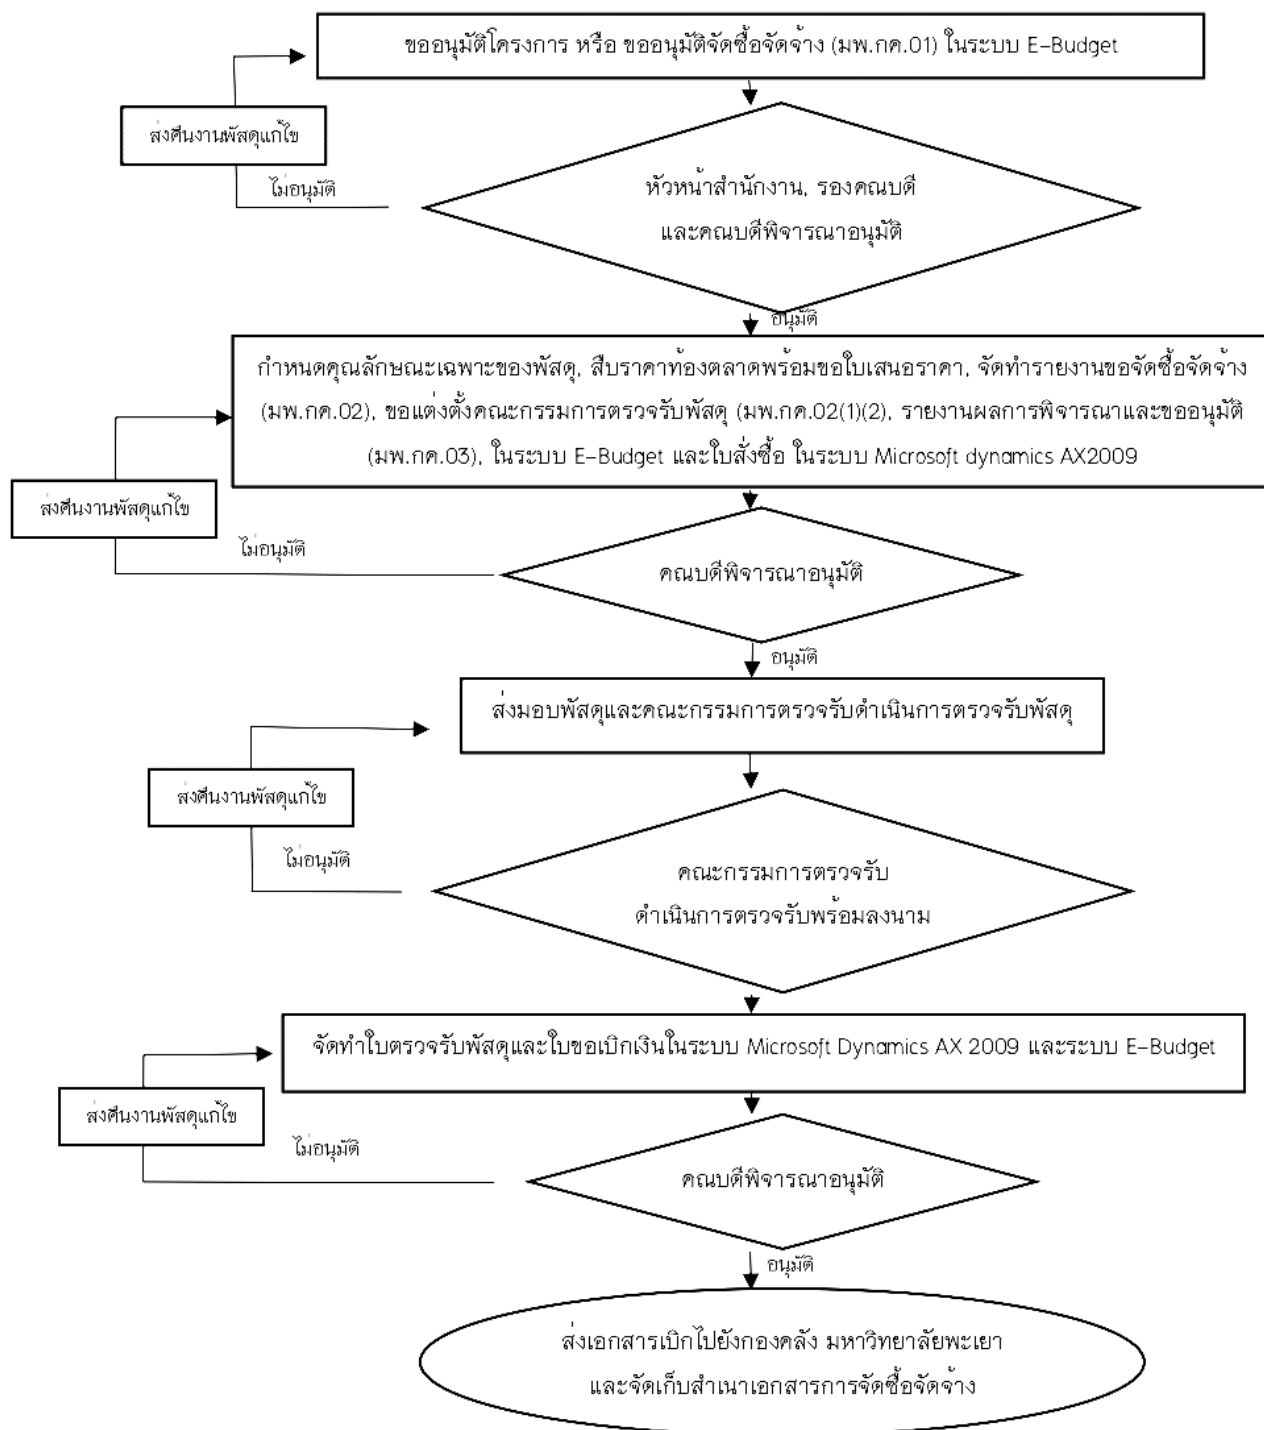 ขออนุมัติโครงการ หรือ ขออนุมัติจัดซื้อจัดจ้าง (มพ.กค.01) ในระบบ E-Budget
ส่งคืนงานพัสดุแก้ไข
ไม่อนุมัติ
หัวหน้าสำนักงาน, รองคณบดี
และคณบดีพิจารณาอนุมัติ
อนุมัติ
กำหนดคุณลักษณะเฉพาะของพัสดุ, สืบราคาท้องตลาดพร้อมขอใบเสนอราคา, จัดทำรายงานขอจัดซื้อจัดจ้าง
(มพ.กค.02), ขอแต่งตั้งคณะกรรมการตรวจรับพัสดุ (มพ.กค.02(1)(2), รายงานผลการพิจารณาและขออนุมัติ
(มพ.กค.03), ในระบบ E-Budget และใบสั่งซื้อ ในระบบ Microsoft dynamics AX2009
ส่งคืนงานพัสดุแก้ไข
ไม่อนุมัติ
คณบดีพิจารณาอนุมัติ
อนุมัติ
ส่งมอบพัสดุและคณะกรรมการตรวจรับดำเนินการตรวจรับพัสดุ
ส่งคืนงานพัสดุแก้ไข
ไม่อนุมัติ
คณะกรรมการตรวจรับ
ดำเนินการตรวจรับพร้อมลงนาม
จัดทำใบตรวจรับพัสดุและใบขอเบิกเงินในระบบ Microsoft Dynamics AX 2009 และระบบ E-Budget
ส่งคืนงานพัสดุแก้ไข
ไม่อนุมัติ
คณบดีพิจารณาอนุมัติ
อนุมัติ
ส่งเอกสารเบิกไปยังกองคลัง มหาวิทยาลัยพะเยา
และจัดเก็บสำเนาเอกสารการจัดซื้อจัดจ้าง